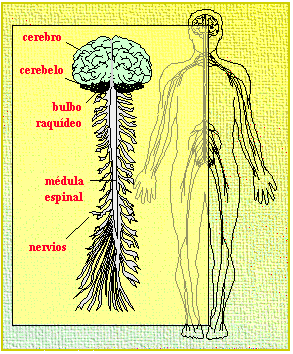 cerebro
cerebelo
bulbo
raquídeo
médula
espinal
nervios